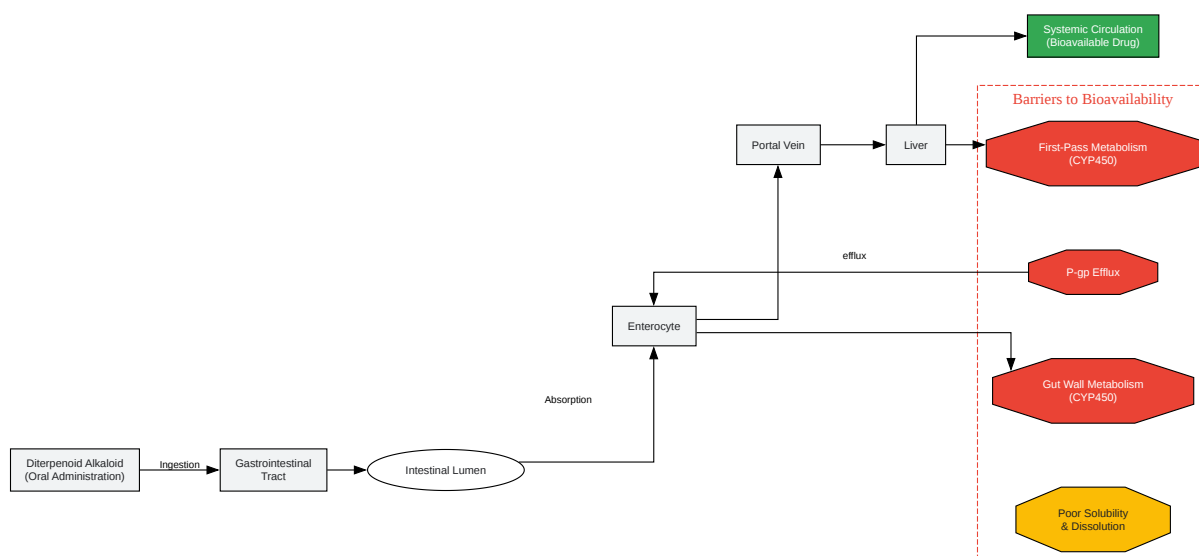 Systemic Circulation
(Bioavailable Drug)
Barriers to Bioavailability
Portal Vein
Liver
First-Pass Metabolism
(CYP450)
efflux
P-gp Efflux
Enterocyte
Gut Wall Metabolism
(CYP450)
Absorption
Diterpenoid Alkaloid
(Oral Administration)
Ingestion
Gastrointestinal
Tract
Intestinal Lumen
Poor Solubility
& Dissolution